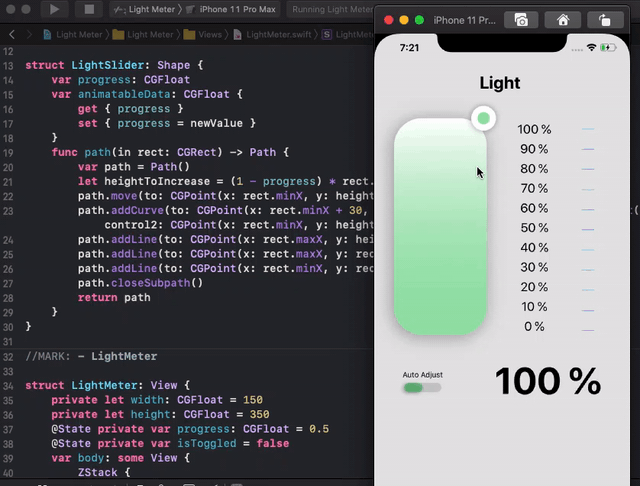 Light Meter 〉 iPhone 11 Pro Max
Running Light Meter
Light Meter 〉 Light Meter 〉 Views 〉 LightMeter.swift 〉 S LightMe
12
13 struct LightSlider: Shape {
14 var progress: CGFloat
15 var animatableData: CGFloat {
16 get { progress }
17 set { progress = newValue }
18 }
19 func path(in rect: CGRect) -> Path {
20 var path = Path()
21 let heightToIncrease = (1 - progress) * rect.
22 path.move(to: CGPoint(x: rect.minX, y: height
23 path.addCurve(to: CGPoint(x: rect.minX + 30,
control2: CGPoint(x: rect.minX, y: height
24 path.addLine(to: CGPoint(x: rect.maxX, y: hei
25 path.addLine(to: CGPoint(x: rect.maxX, y: rec
26 path.addLine(to: CGPoint(x: rect.minX, y: rec
27 path.closeSubpath()
28 return path
29 }
30 }
31
32 //MARK: - LightMeter
33
34 struct LightMeter: View {
35 private let width: CGFloat = 150
36 private let height: CGFloat = 350
37 @State private var progress: CGFloat = 0.5
38 @State private var isToggled = false
39 var body: some View {
40 ZStack {
iPhone 11 Pr...
7:21
Light
100 %
90 %
80 %
70 %
60 %
50 %
40 %
30 %
20 %
10 %
0 %
Auto Adjust
100 %